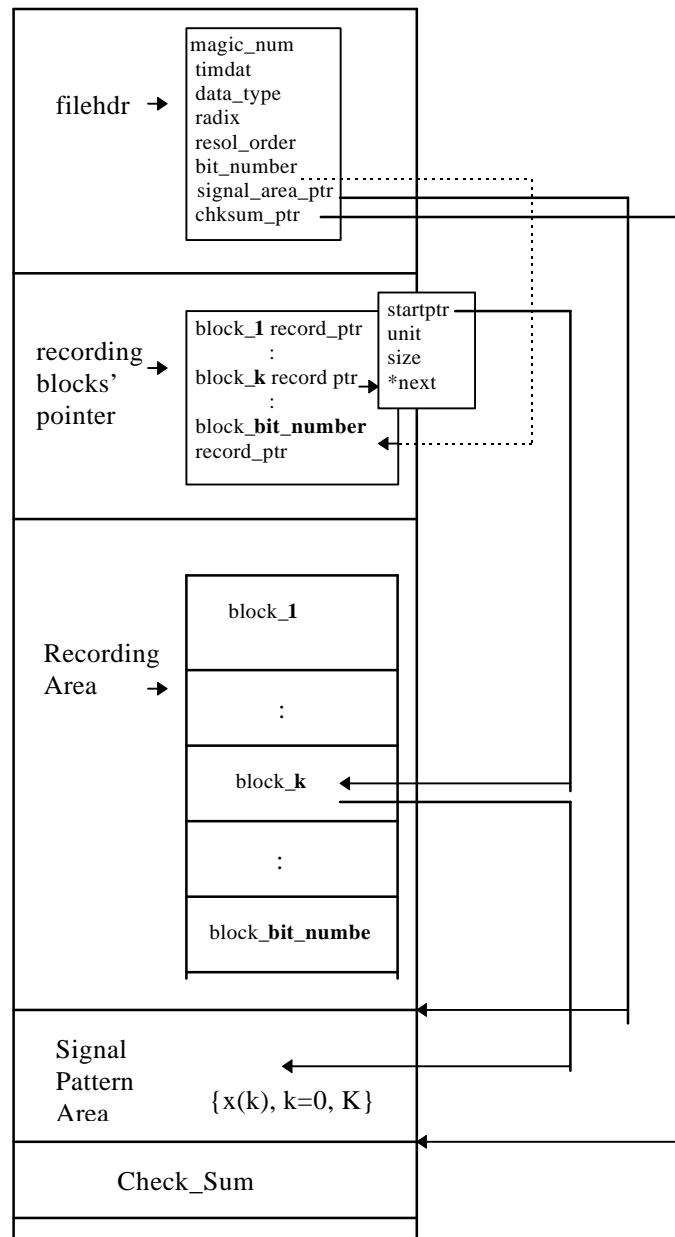 filehdr
magic_num
timdat
data_type
radix
resol_order
bit_number
signal_area_ptr
chksum_ptr
recording
blocks'
pointer
block_1 record_ptr
:
block_k record ptr
:
block_bit_number
record_ptr
startptr
unit
size
*next
Recording
Area
block_1
:
block_k
:
block_bit_numbe
Signal
Pattern
Area
{x(k), k=0, K}
Check_Sum